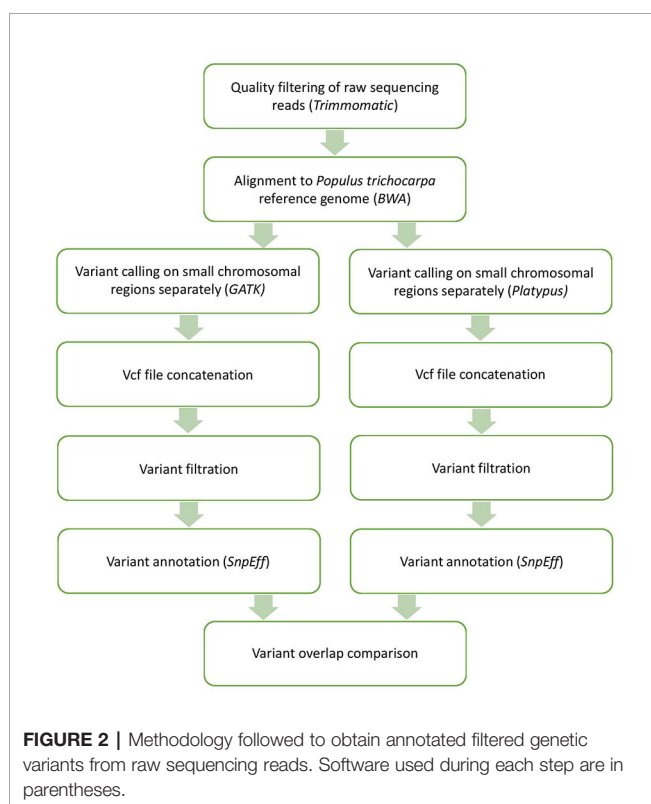 Quality filtering of raw sequencing
reads (Trimmomatic)
Alignment to Populus trichocarpa
reference genome (BWA)
Variant calling on small chromosomal
regions separately (GATK)
Variant calling on small chromosomal
regions separately (Platypus)
Vcf file concatenation
Vcf file concatenation
Variant filtration
Variant filtration
Variant annotation (SnpEff)
Variant annotation (SnpEff)
Variant overlap comparison
FIGURE 2 | Methodology followed to obtain annotated filtered genetic
variants from raw sequencing reads. Software used during each step are in
parentheses.